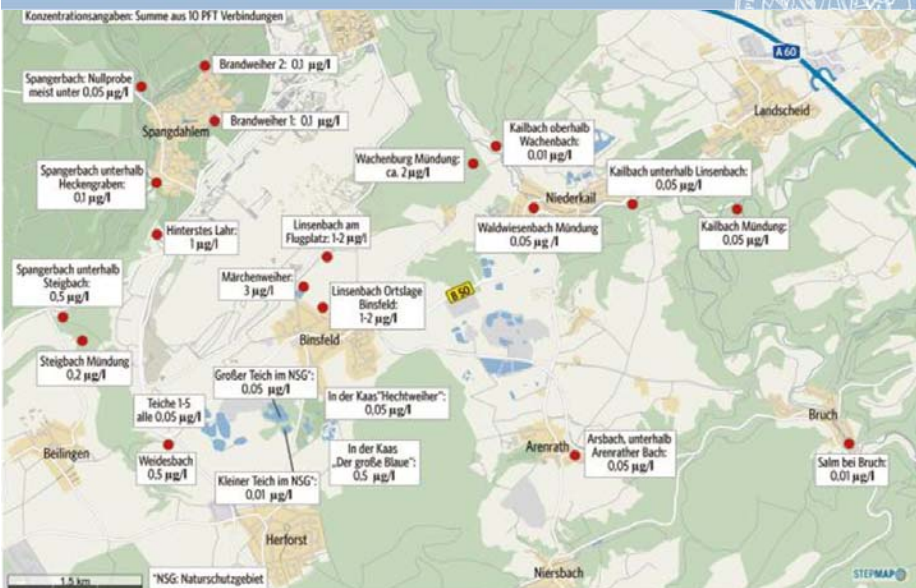 Konzentrationsangaben: Summe aus 10 PFT Verbindungen
A 60
Brandweiher 2: 0,1 µg/l
Spangerbach: Nullprobe
meist unter 0,05 µg/l
Brandweiher 1: 0,1 µg/l
Spangdahlem
Landscheid
Kailbach oberhalb
Wachenbach:
0.01 µg/l
Wachenburg Mündung:
ca. 2µg/l
Spangerbach unterhalb
Heckengraben:
0,1 µg/l
Kailbach unterhalb Linsenbach:
0,05 µg/l
Niederkail
Waldwiesenbach Mündung
0,05 µg /l
Kailbach Mündung:
0,05 µg/l
Hinterstes Lahr:
1 µg/l
Linsenbach am
Flugplatz: 1-2 µg/l
Spangerbach unterhalb
Steigbach:
0,5 µg/l
Märchenweiher:
3 µg/l
Linsenbach Ortslage
Binsfeld:
1-2 µg/l
B 50
Binsfeld
Steigbach Mündung
0.2 µg/l
Großer Teich im NSG*:
0.05 µg/l
Teiche 1-5
alle 0,05 µg/l
In der Kaas"Hechtweiher":
0,05 µg/l
Bruch
Beilingen
Weidesbach
0,5 µg/l
Kleiner Teich im NSG*:
0,01 µg/l
In der Kaas
„Der große Blaue":
0,5 µg/l
Arenrath
Arsbach, unterhalb
Arenrather Bach:
0,05 µg/l
Salm bei Bruch:
0,01 µg/l
Herforst
Niersbach
1.5 km
*NSG: Naturschutzgebiet
STEPMAP